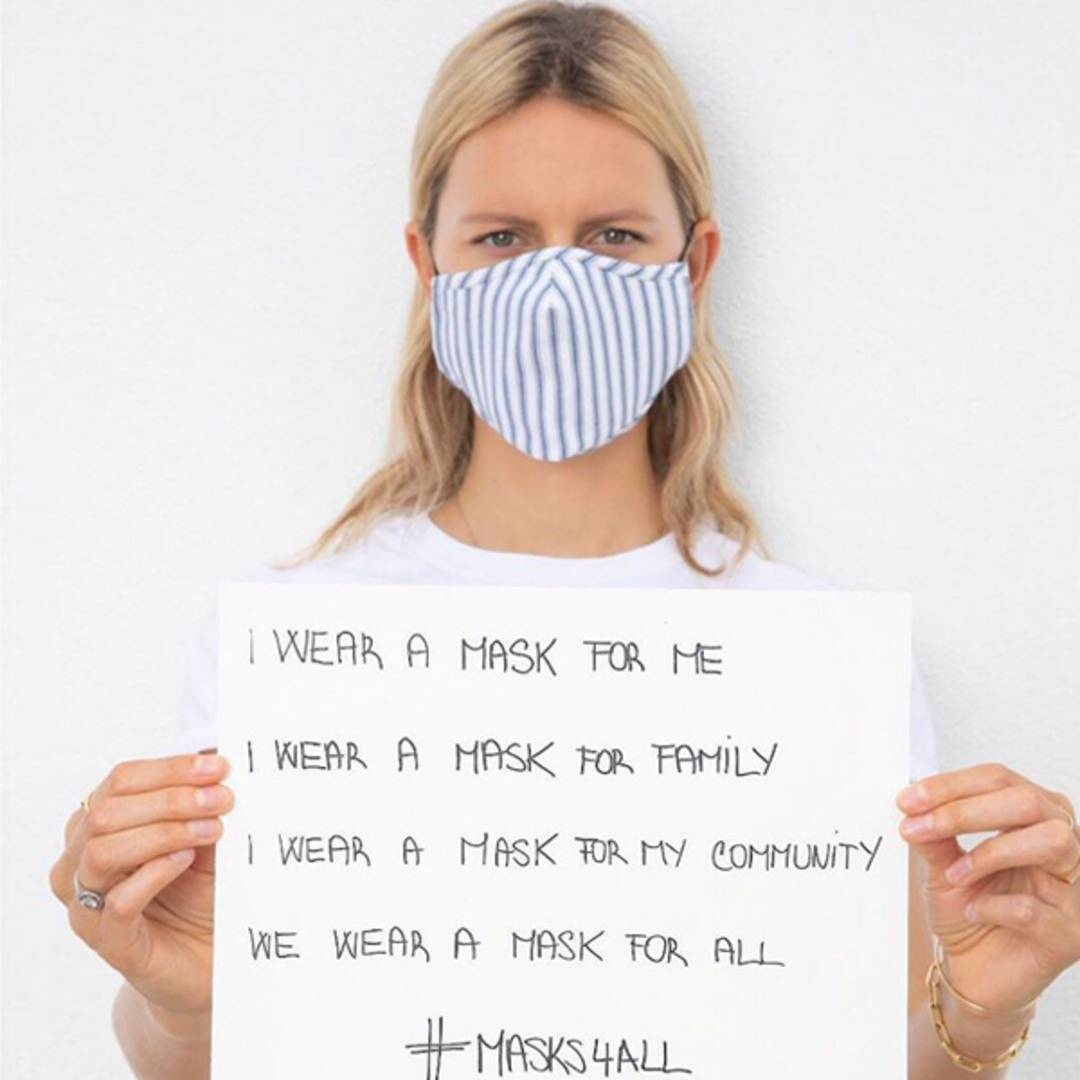 I WEAR A MASK FOR ME
I WEAR A MASK FOR FAMiLY
I WEAR A MASK FOR MY COMMUNiTY
WE WEAR A MASK FOR ALL
#MASKS4ALL